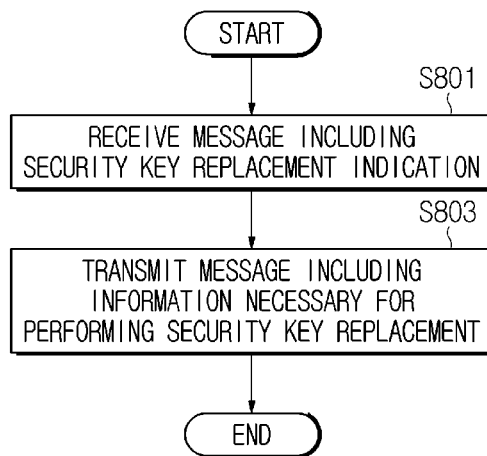 START
S801
RECEIVE MESSAGE INCLUDING
SECURITY KEY REPLACEMENT INDICATION
S803
TRANSMIT MESSAGE INCLUDING
INFORMATION NECESSARY FOR
PERFORMING SECURITY KEY REPLACEMENT
END